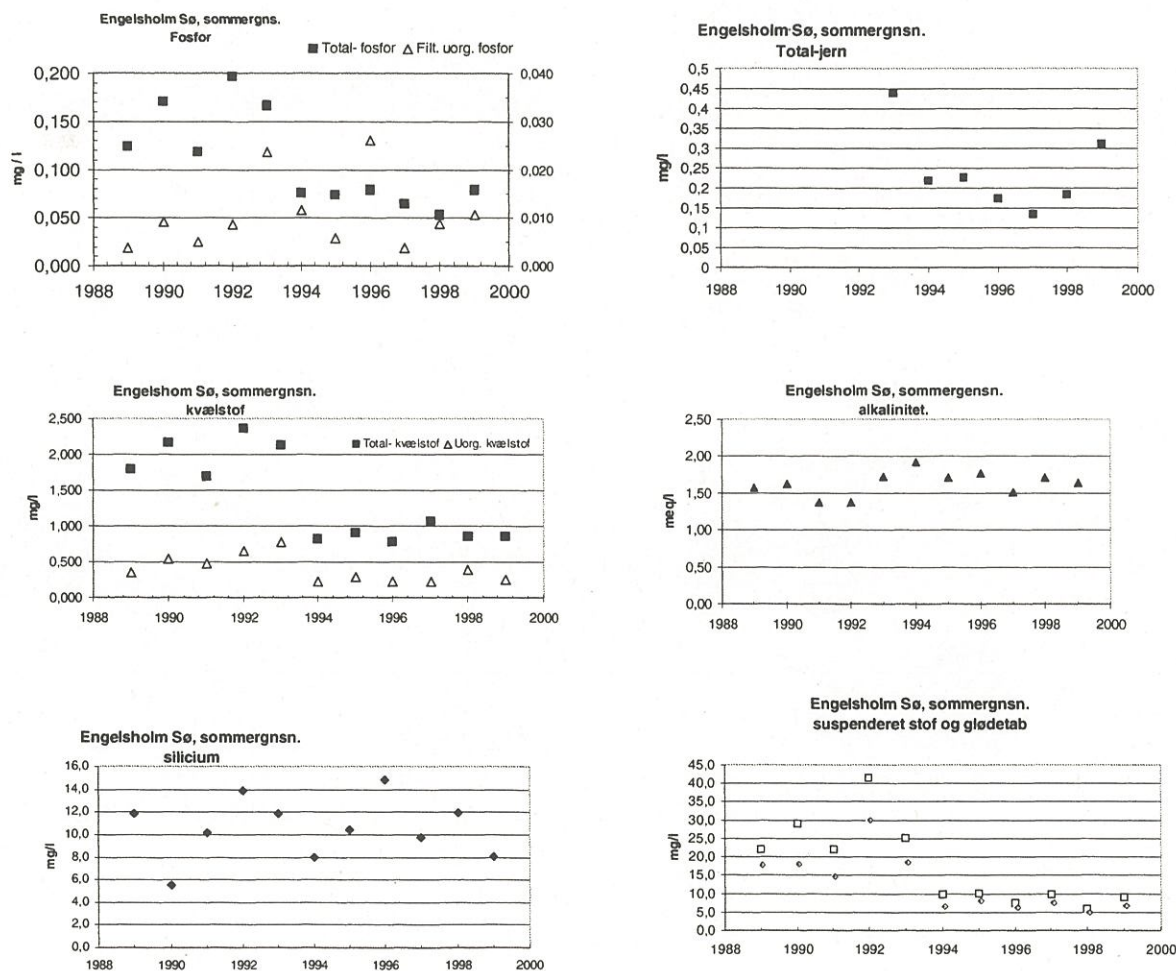 Engelsholm Sø, sommergns.
Fosfor
■ Total- fosfor △ Filt. uorg. fosfor
0,200
0,150
0,100
0,050
0,000
mg / l
0,040
0,030
0,020
0,010
0,000
1988 1990 1992 1994 1996 1998 2000
Engelsholm Sø, sommergnsn.
Total-jern
0,5
0,45
0,4
0,35
0,3
0,25
0,2
0,15
0,1
0,05
0
mg/l
1988 1990 1992 1994 1996 1998 2000
Engelshom Sø, sommergnsn.
kvælstof
■ Total- kvælstof △ Uorg. kvælstof
2,500
2,000
1,500
1,000
0,500
0,000
mg/l
1988 1990 1992 1994 1996 1998 2000
Engelsholm Sø, sommergensn.
alkalinitet.
2,50
2,00
1,50
1,00
0,50
0,00
meq/l
1988 1990 1992 1994 1996 1998 2000
Engelsholm Sø, sommergnsn.
silicium
16,0
14,0
12,0
10,0
8,0
6,0
4,0
2,0
0,0
mg/l
1988 1990 1992 1994 1996 1998 2000
Engelsholm Sø, sommergnsn.
suspenderet stof og glødetab
45,0
40,0
35,0
30,0
25,0
20,0
15,0
10,0
5,0
0,0
mg/l
1988 1990 1992 1994 1996 1998 2000